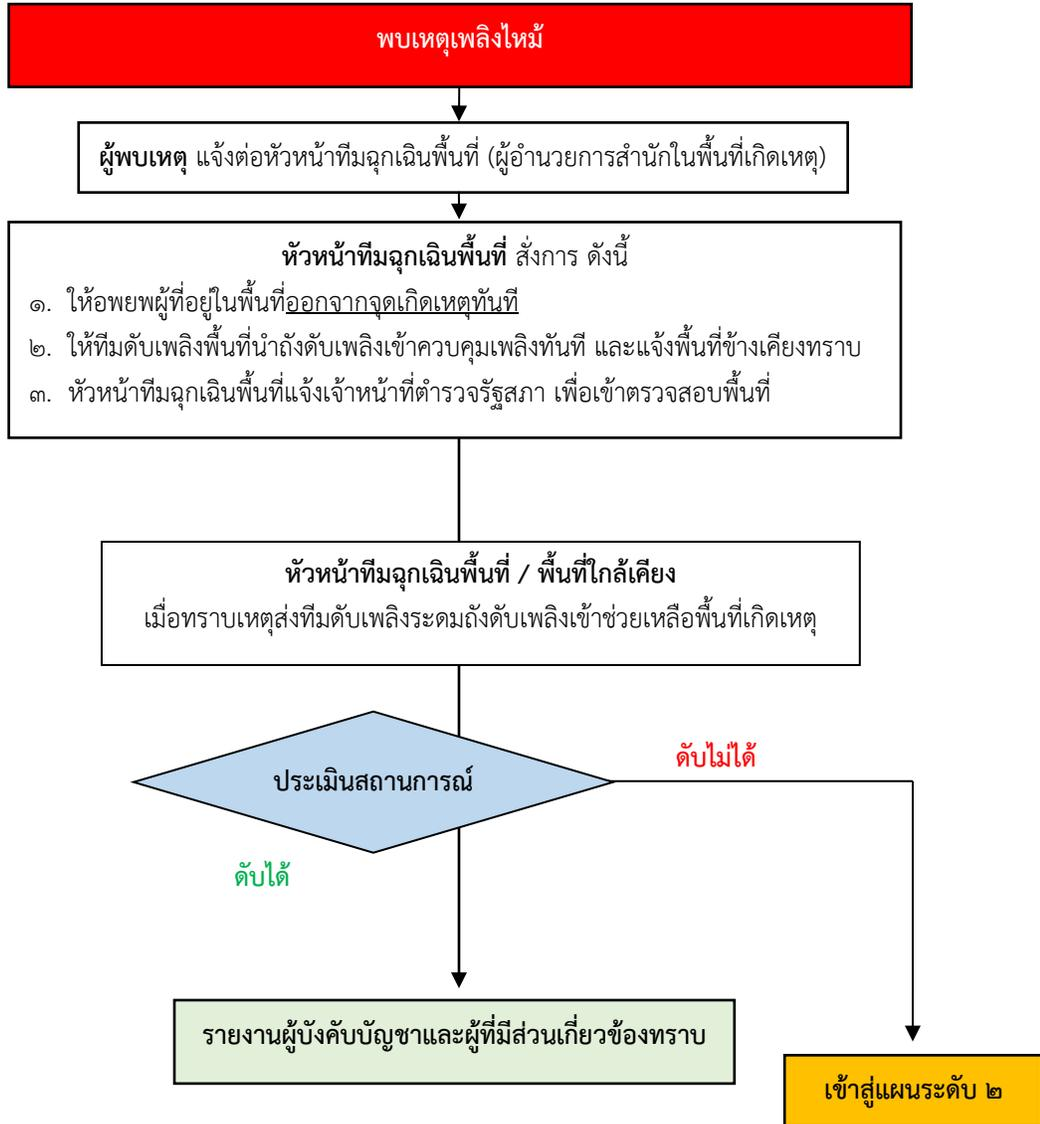 พบเหตุเพลิงไหม้
ผู้พบเหตุ แจ้งต่อหัวหน้าทีมฉุกเฉินพื้นที่ (ผู้อำนวยการสำนักในพื้นที่เกิดเหตุ)
หัวหน้าทีมฉุกเฉินพื้นที่ สั่งการ ดังนี้
๑. ให้อพยพผู้ที่อยู่ในพื้นที่ออกจากจุดเกิดเหตุทันที
๒. ให้ทีมดับเพลิงพื้นที่นำถังดับเพลิงเข้าควบคุมเพลิงทันที และแจ้งพื้นที่ข้างเคียงทราบ
๓. หัวหน้าทีมฉุกเฉินพื้นที่แจ้งเจ้าหน้าที่ตำรวจรัฐสภา เพื่อเข้าตรวจสอบพื้นที่
หัวหน้าทีมฉุกเฉินพื้นที่ / พื้นที่ใกล้เคียง
เมื่อทราบเหตุส่งทีมดับเพลิงระดมถังดับเพลิงเข้าช่วยเหลือพื้นที่เกิดเหตุ
ดับไม่ได้
ประเมินสถานการณ์
ดับได้
รายงานผู้บังคับบัญชาและผู้ที่มีส่วนเกี่ยวข้องทราบ
เข้าสู่แผนระดับ ๒